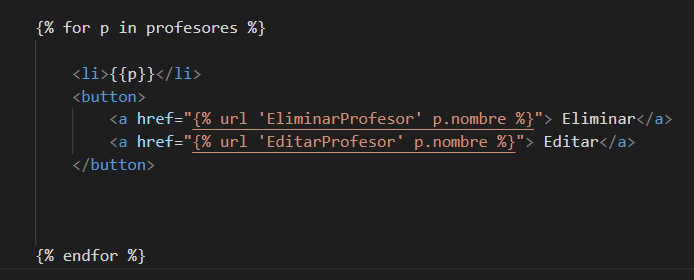 {% for p in profesores %}
<li>{{p}}</li>
<button>
<a href="{% url 'EliminarProfesor' p.nombre %}"> Eliminar</a>
<a href="{% url 'EditarProfesor' p.nombre %}"> Editar</a>
</button>
{% endfor %}